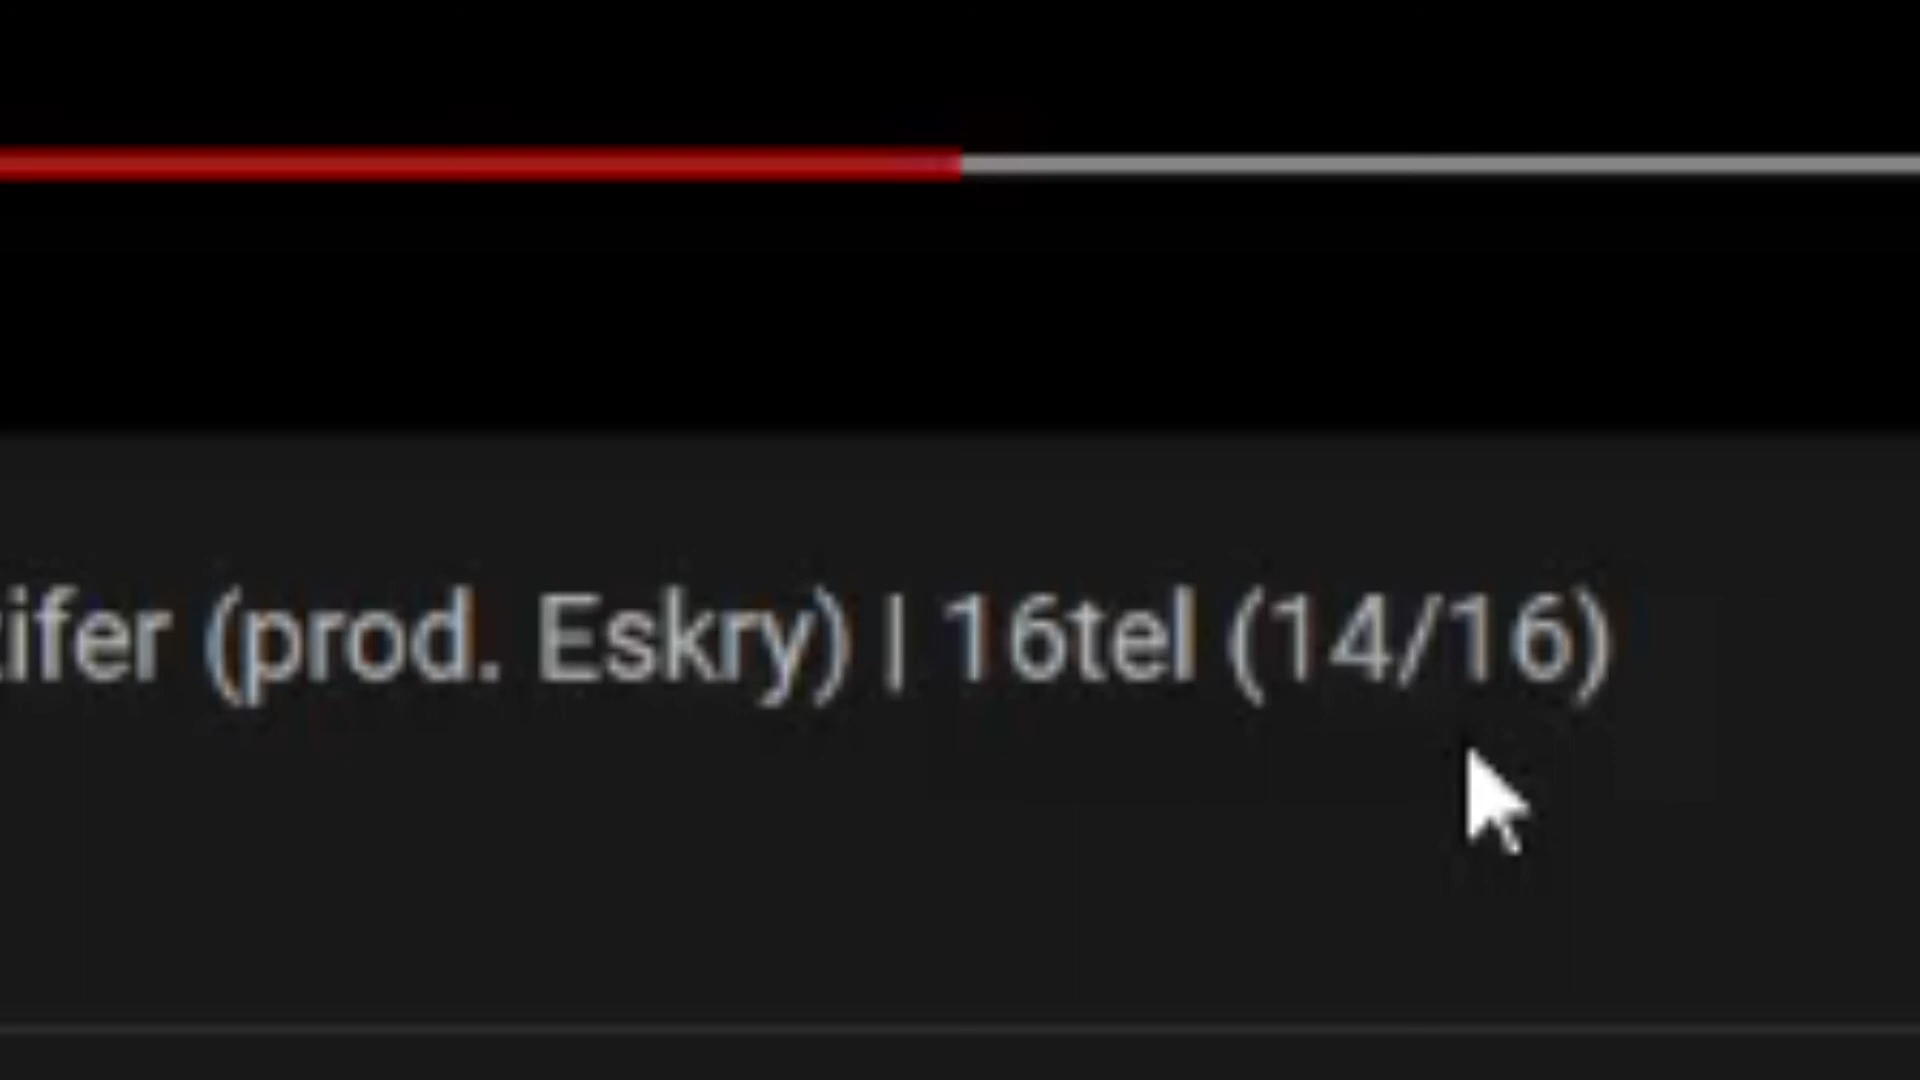 ifer (prod. Eskry) | 16tel (14/16)